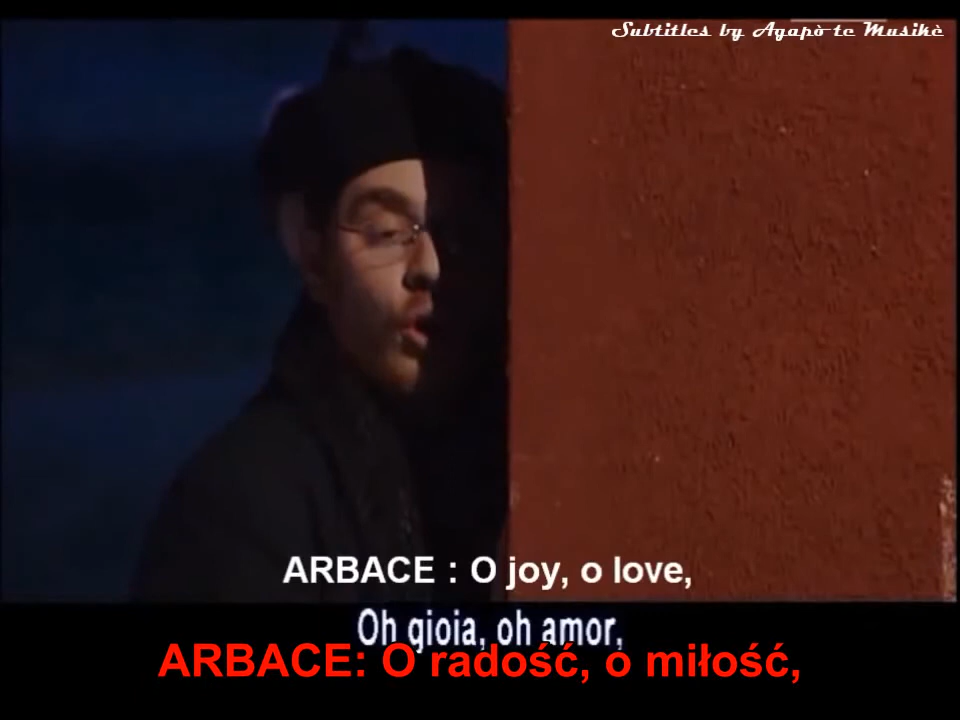 Subtitles by Agapò te Musikè
ARBACE : O joy, o love,
Oh gioia, oh amor,
ARBACE: O radość, o miłość,